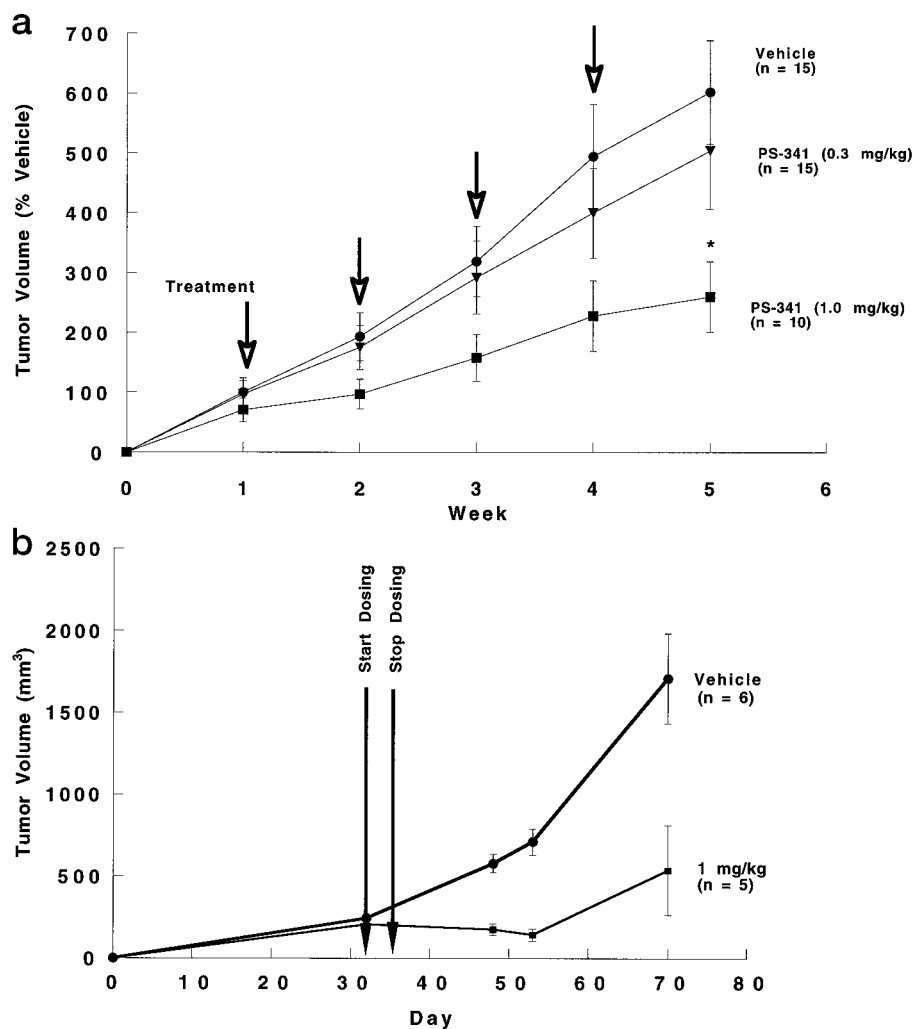 a
700
600
500
400
300
200
100
0
Tumor Volume (% Vehicle)
Treatment
Vehicle
(n = 15)
PS-341 (0.3 mg/kg)
(n = 15)
*
PS-341 (1.0 mg/kg)
(n = 10)
0 1 2 3 4 5 6
Week
b
2500
2000
1500
1000
500
0
Tumor Volume (mm³)
Start Dosing
Stop Dosing
Vehicle
(n = 6)
1 mg/kg
(n = 5)
0 10 20 30 40 50 60 70 80
Day